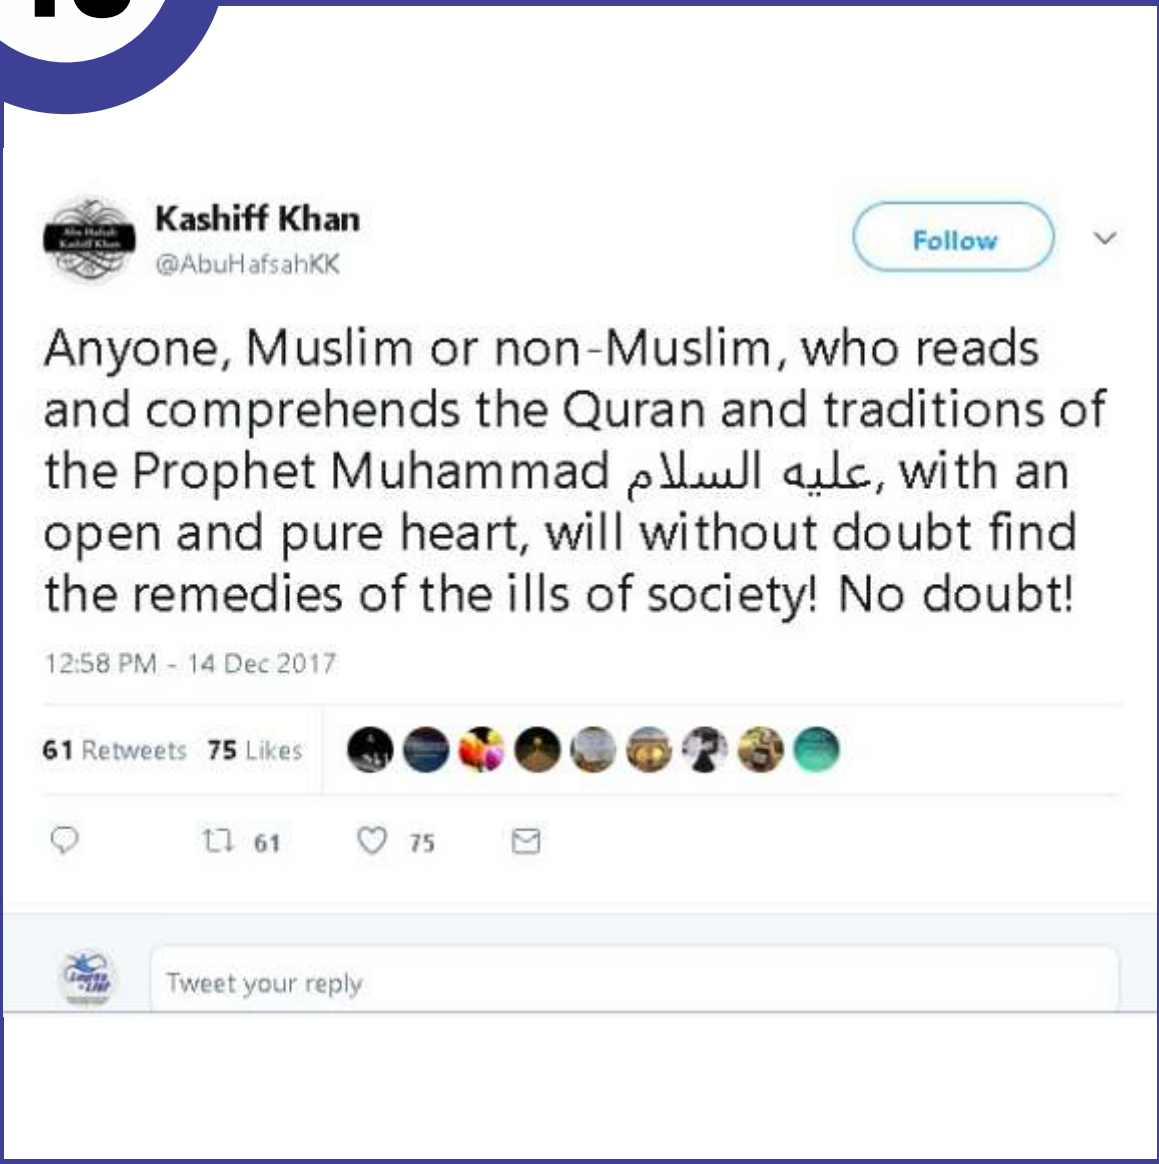 Kashiff Khan
@AbuHafsahKK
Follow
Anyone, Muslim or non-Muslim, who reads
and comprehends the Quran and traditions of
the Prophet Muhammad عليه السلام, with an
open and pure heart, will without doubt find
the remedies of the ills of society! No doubt!
12:58 PM - 14 Dec 2017
61 Retweets 75 Likes
61 75
Tweet your reply